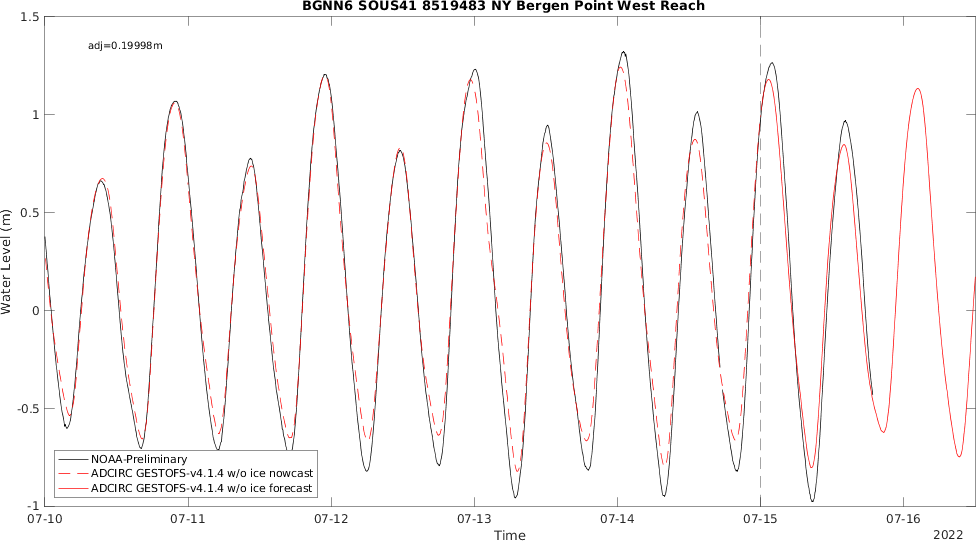 BGNN6 SOUS41 8519483 NY Bergen Point West Reach
adj=0.19998m
1.5
1
0.5
0
-0.5
-1
Water Level (m)
NOAA-Preliminary
ADCIRC GESTOFS-v4.1.4 w/o ice nowcast
ADCIRC GESTOFS-v4.1.4 w/o ice forecast
07-10 07-11 07-12 07-13 07-14 07-15 07-16
Time
2022